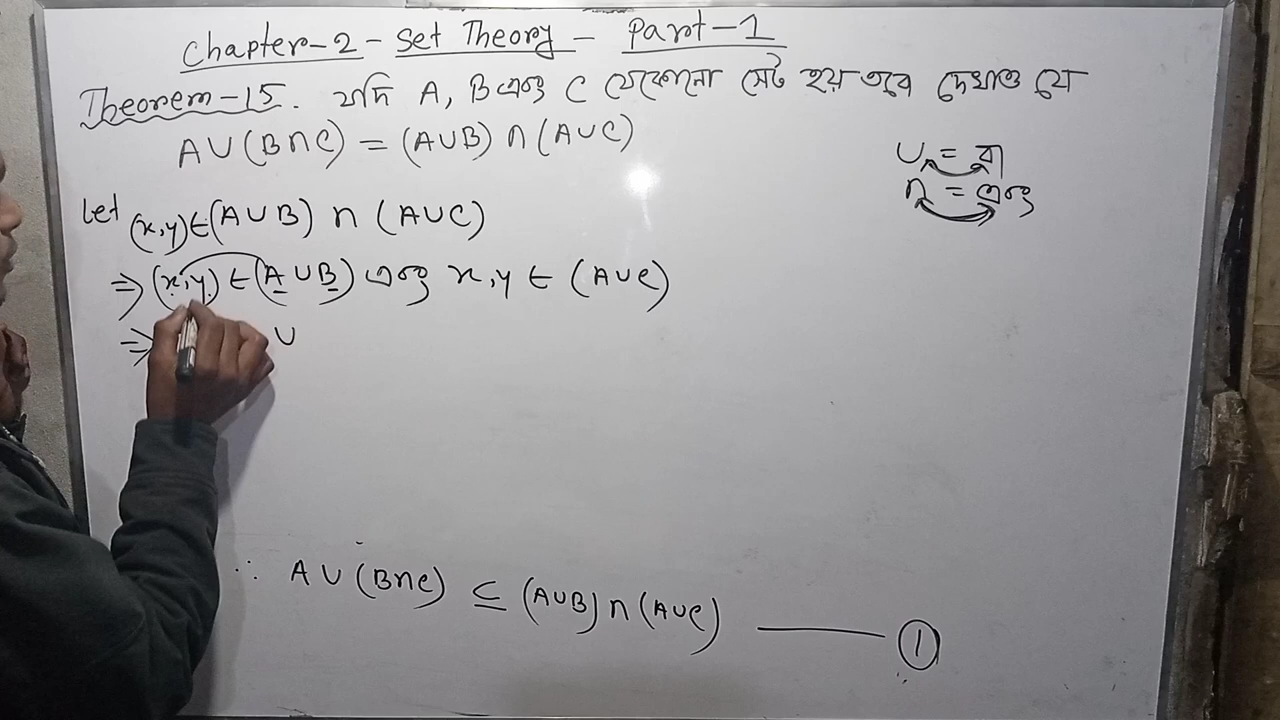 Chapter-2-Set Theory - Part-1
Theorem-15. যদি A, B এবং C যেকোনো সেট হয় তবে দেখাও যে
A∪(B∩C) = (A∪B) ∩ (A∪C)
∪ = বা
∩ = এবং
Let (x,y)∈(A∪B) ∩ (A∪C)
⇒ (x,y) ∈ (A∪B) এবং x,y ∈ (A∪C)
⇒ ∪
∴ A∪(B∩C) ⊆ (A∪B)∩(A∪C) — 1